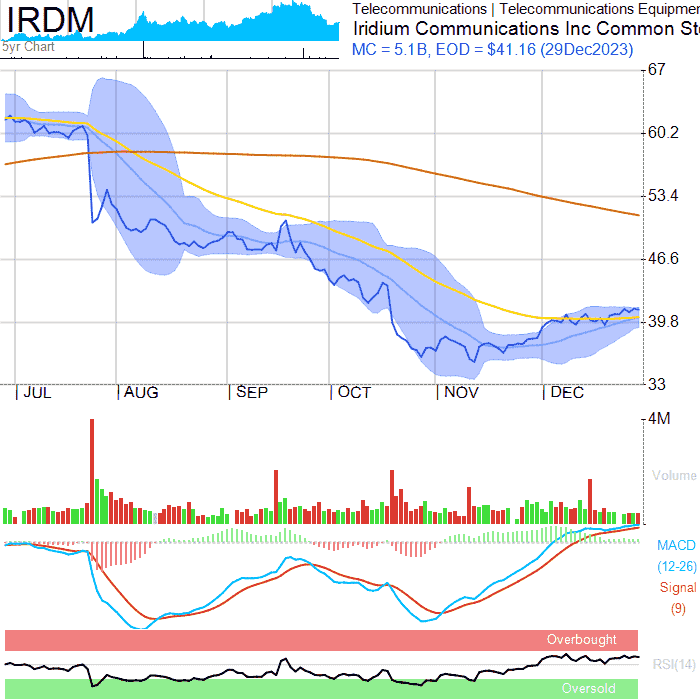 IRDM
5yr Chart
Telecommunications | Telecommunications Equipmen
Iridium Communications Inc Common Sto
MC = 5.1B, EOD = $41.16 (29Dec2023)
67
60.2
53.4
46.6
39.8
33
JUL AUG SEP OCT NOV DEC
4M
Volume
MACD
(12-26)
Signal
(9)
Overbought
RSI(14)
Oversold